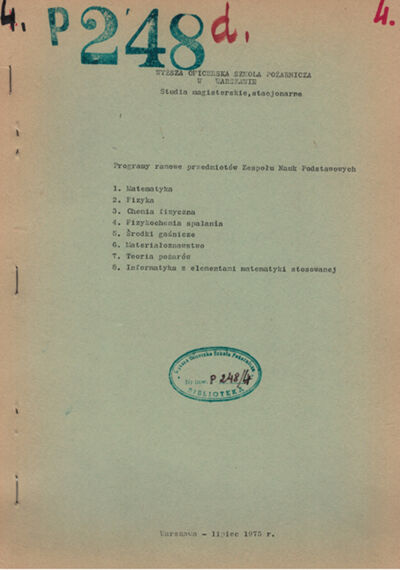 4. P 248 d. 4.
WYŻSZA OFICERSKA SZKOŁA POŻARNICZA
W WARSZAWIE
Studia magisterskie,stacjonarne
Programy ramowe przedmiotów Zespołu Nauk Podstawowych
1. Matematyka
2. Fizyka
3. Chemia fizyczna
4. Fizykochemia spalania
5. Środki gaśnicze
6. Materiałoznawstwo
7. Teoria pożarów
8. Informatyka z elementami matematyki stosowanej
Wyższa Oficerska Szkoła Pożarnicza
Nr inw. P 248/4
BIBLIOTEKA
Warszawa - lipiec 1975 r.